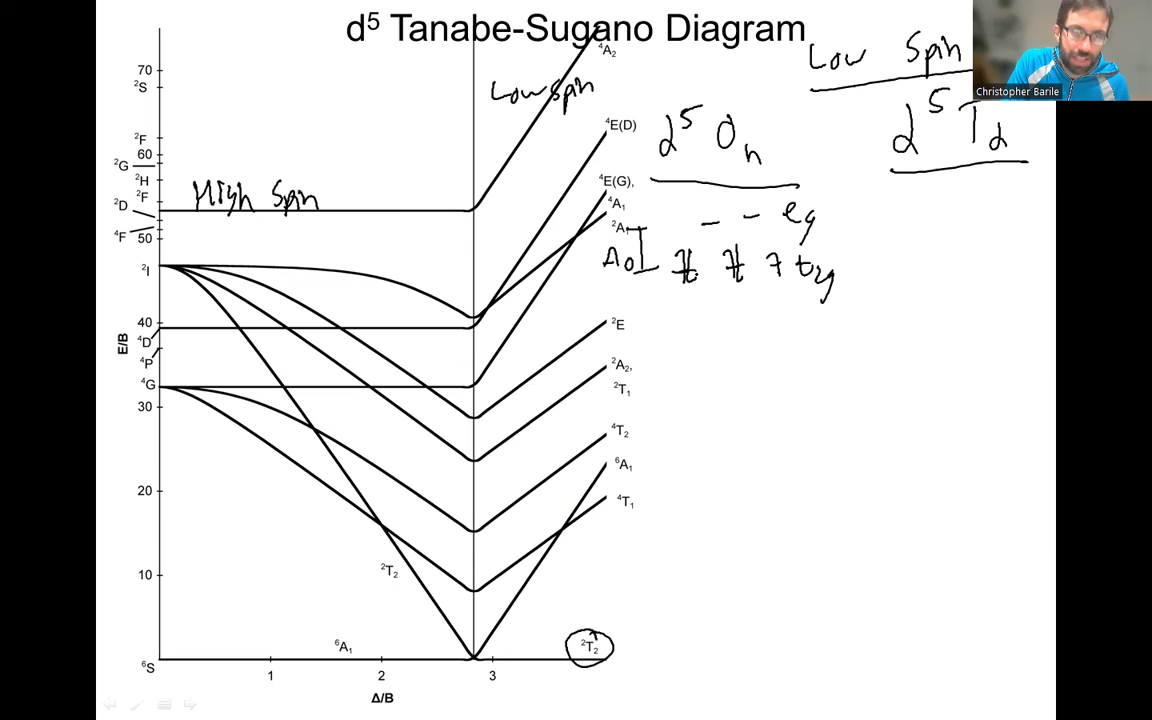 d⁵ Tanabe-Sugano Diagram
Christopher Barile
Low Spin
d⁵ Td
Low Spin
d⁵ Oh
High Spin
eg
Δo
t2g
⁴A₂
⁴E(D)
⁴E(G),
⁴A₁
²A₁
²E
²A₂,
²T₁
⁴T₂
⁶A₁
⁴T₁
70
²S
²F
60
²G
²H
²F
²D
⁴F
50
²I
40
⁴D
E/B
⁴P
⁴G
30
20
10
²T₂
⁶A₁
²T₂
⁶S
1
2
3
Δ/B